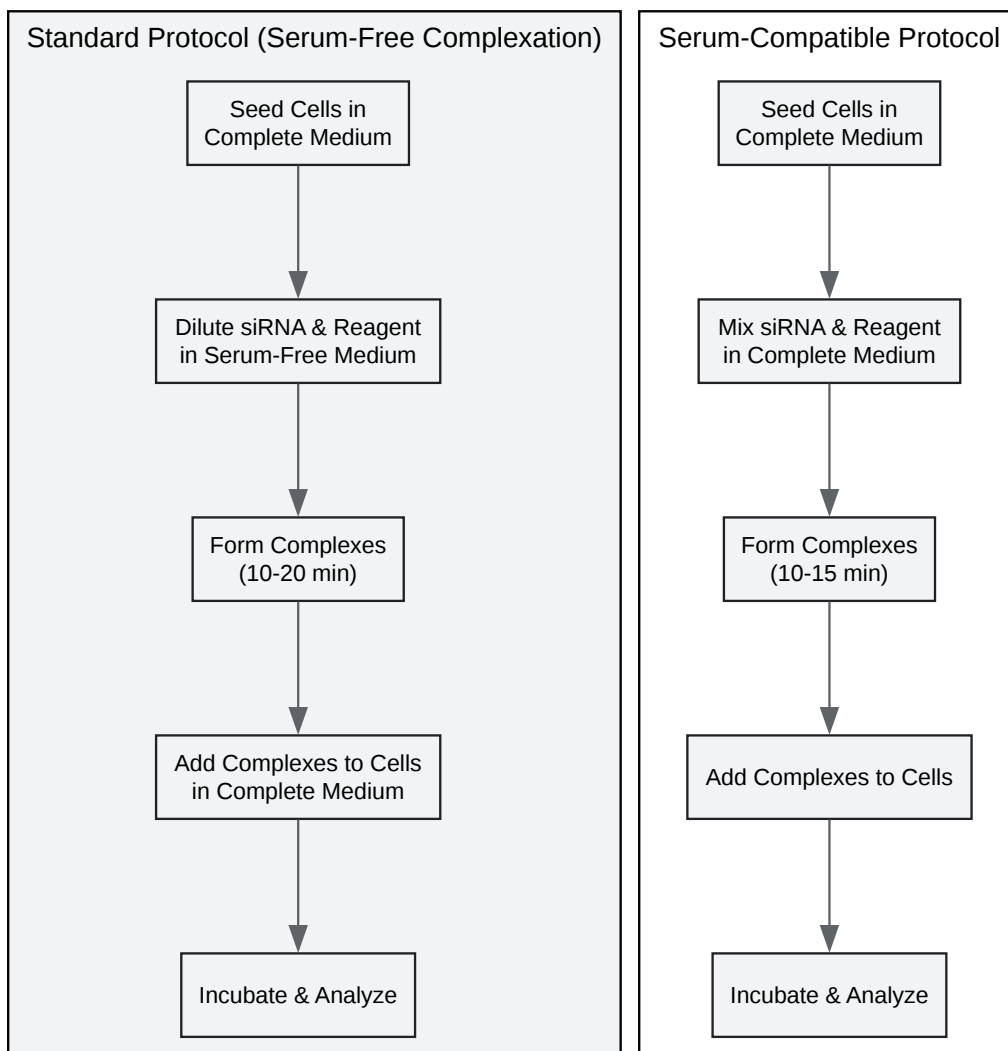 Standard Protocol (Serum-Free Complexation)
Seed Cells in
Complete Medium
Dilute siRNA & Reagent
in Serum-Free Medium
Form Complexes
(10-20 min)
Add Complexes to Cells
in Complete Medium
Incubate & Analyze
Serum-Compatible Protocol
Seed Cells in
Complete Medium
Mix siRNA & Reagent
in Complete Medium
Form Complexes
(10-15 min)
Add Complexes to Cells
Incubate & Analyze